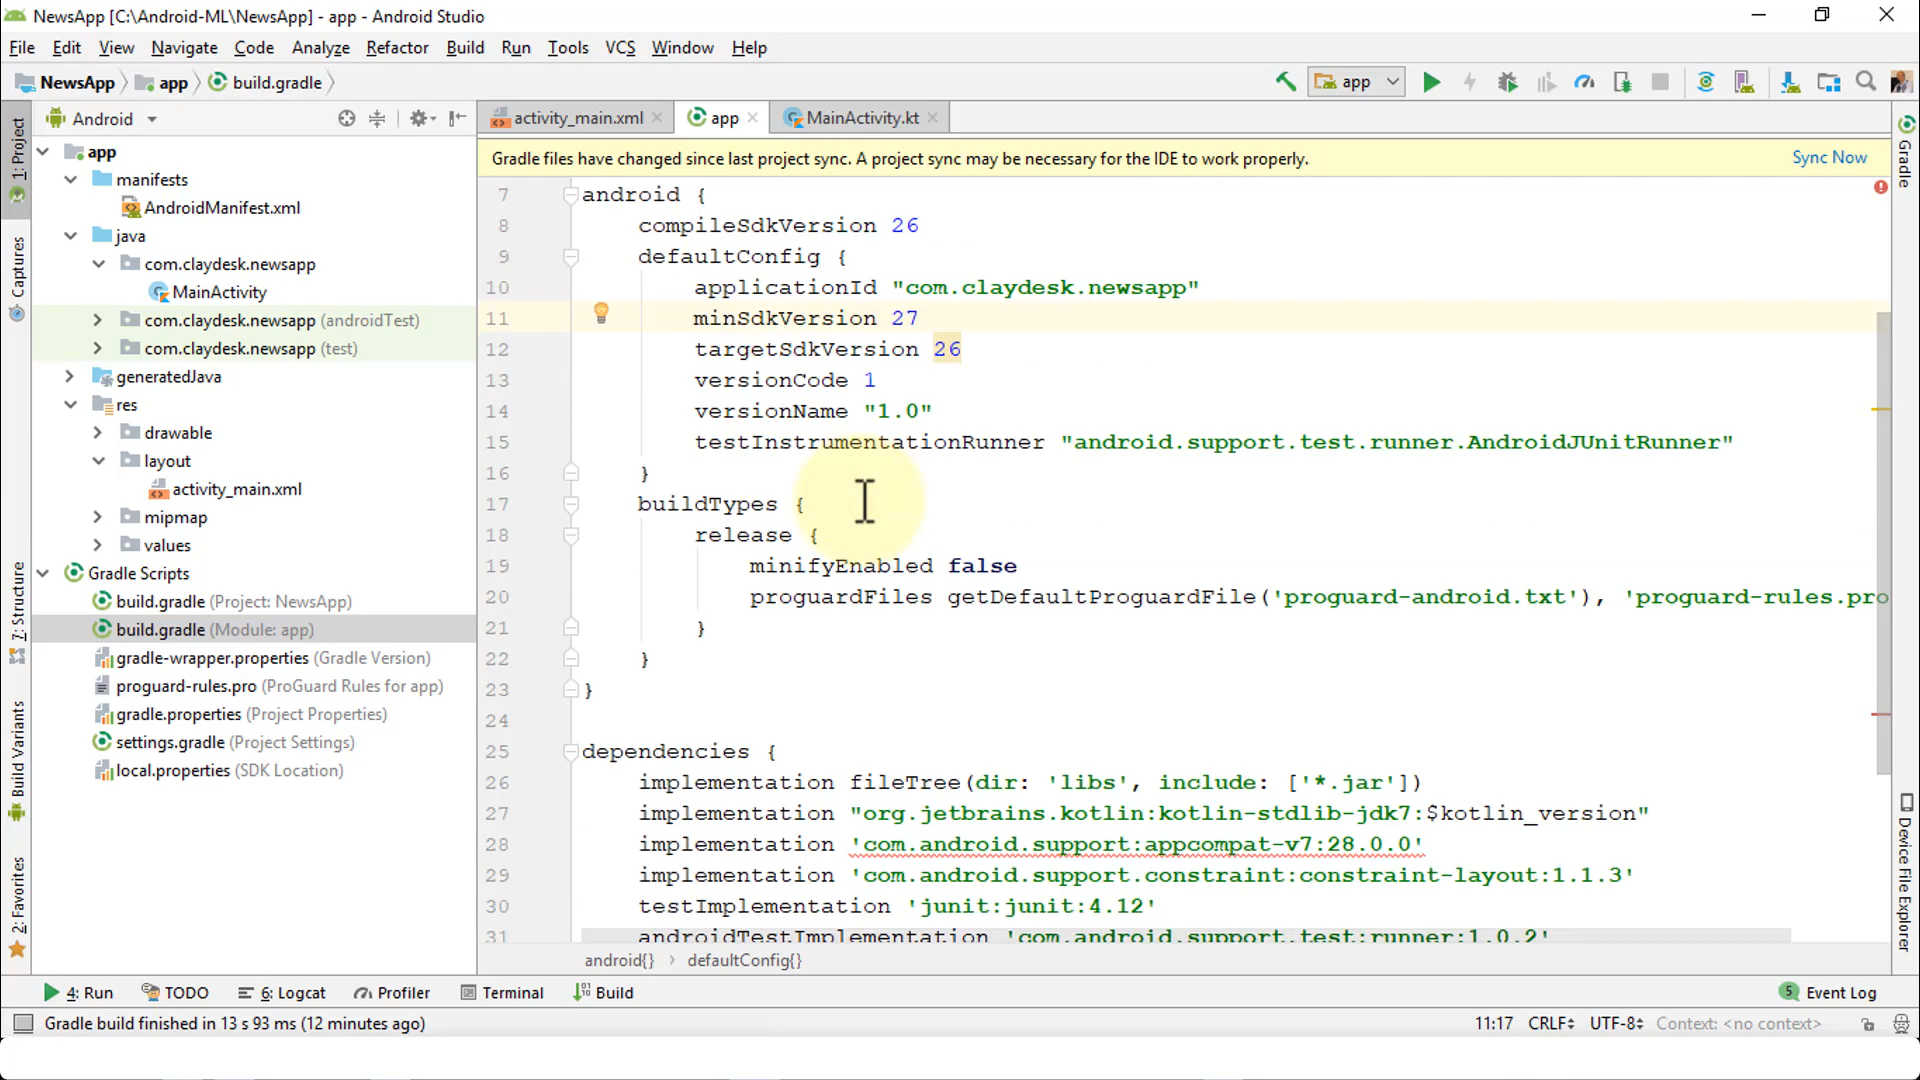 NewsApp [C:\Android-ML\NewsApp] - app - Android Studio
File Edit View Navigate Code Analyze Refactor Build Run Tools VCS Window Help
NewsApp app build.gradle
app
Android
activity_main.xml app MainActivity.kt
1: Project
Captures
7: Structure
Build Variants
2: Favorites
app
manifests
AndroidManifest.xml
java
com.claydesk.newsapp
MainActivity
com.claydesk.newsapp (androidTest)
com.claydesk.newsapp (test)
generatedJava
res
drawable
layout
activity_main.xml
mipmap
values
Gradle Scripts
build.gradle (Project: NewsApp)
build.gradle (Module: app)
gradle-wrapper.properties (Gradle Version)
proguard-rules.pro (ProGuard Rules for app)
gradle.properties (Project Properties)
settings.gradle (Project Settings)
local.properties (SDK Location)
Gradle files have changed since last project sync. A project sync may be necessary for the IDE to work properly. Sync Now
7 android {
8 compileSdkVersion 26
9 defaultConfig {
10 applicationId "com.claydesk.newsapp"
11 minSdkVersion 27
12 targetSdkVersion 26
13 versionCode 1
14 versionName "1.0"
15 testInstrumentationRunner "android.support.test.runner.AndroidJUnitRunner"
16 }
17 buildTypes {
18 release {
19 minifyEnabled false
20 proguardFiles getDefaultProguardFile('proguard-android.txt'), 'proguard-rules.pro
21 }
22 }
23 }
24
25 dependencies {
26 implementation fileTree(dir: 'libs', include: ['*.jar'])
27 implementation "org.jetbrains.kotlin:kotlin-stdlib-jdk7:$kotlin_version"
28 implementation 'com.android.support:appcompat-v7:28.0.0'
29 implementation 'com.android.support.constraint:constraint-layout:1.1.3'
30 testImplementation 'junit:junit:4.12'
31 androidTestImplementation 'com.android.support.test:runner:1.0.2'
android{} › defaultConfig{}
Gradle
Device File Explorer
4: Run TODO 6: Logcat Profiler Terminal Build 5 Event Log
Gradle build finished in 13 s 93 ms (12 minutes ago) 11:17 CRLF UTF-8 Context: <no context>